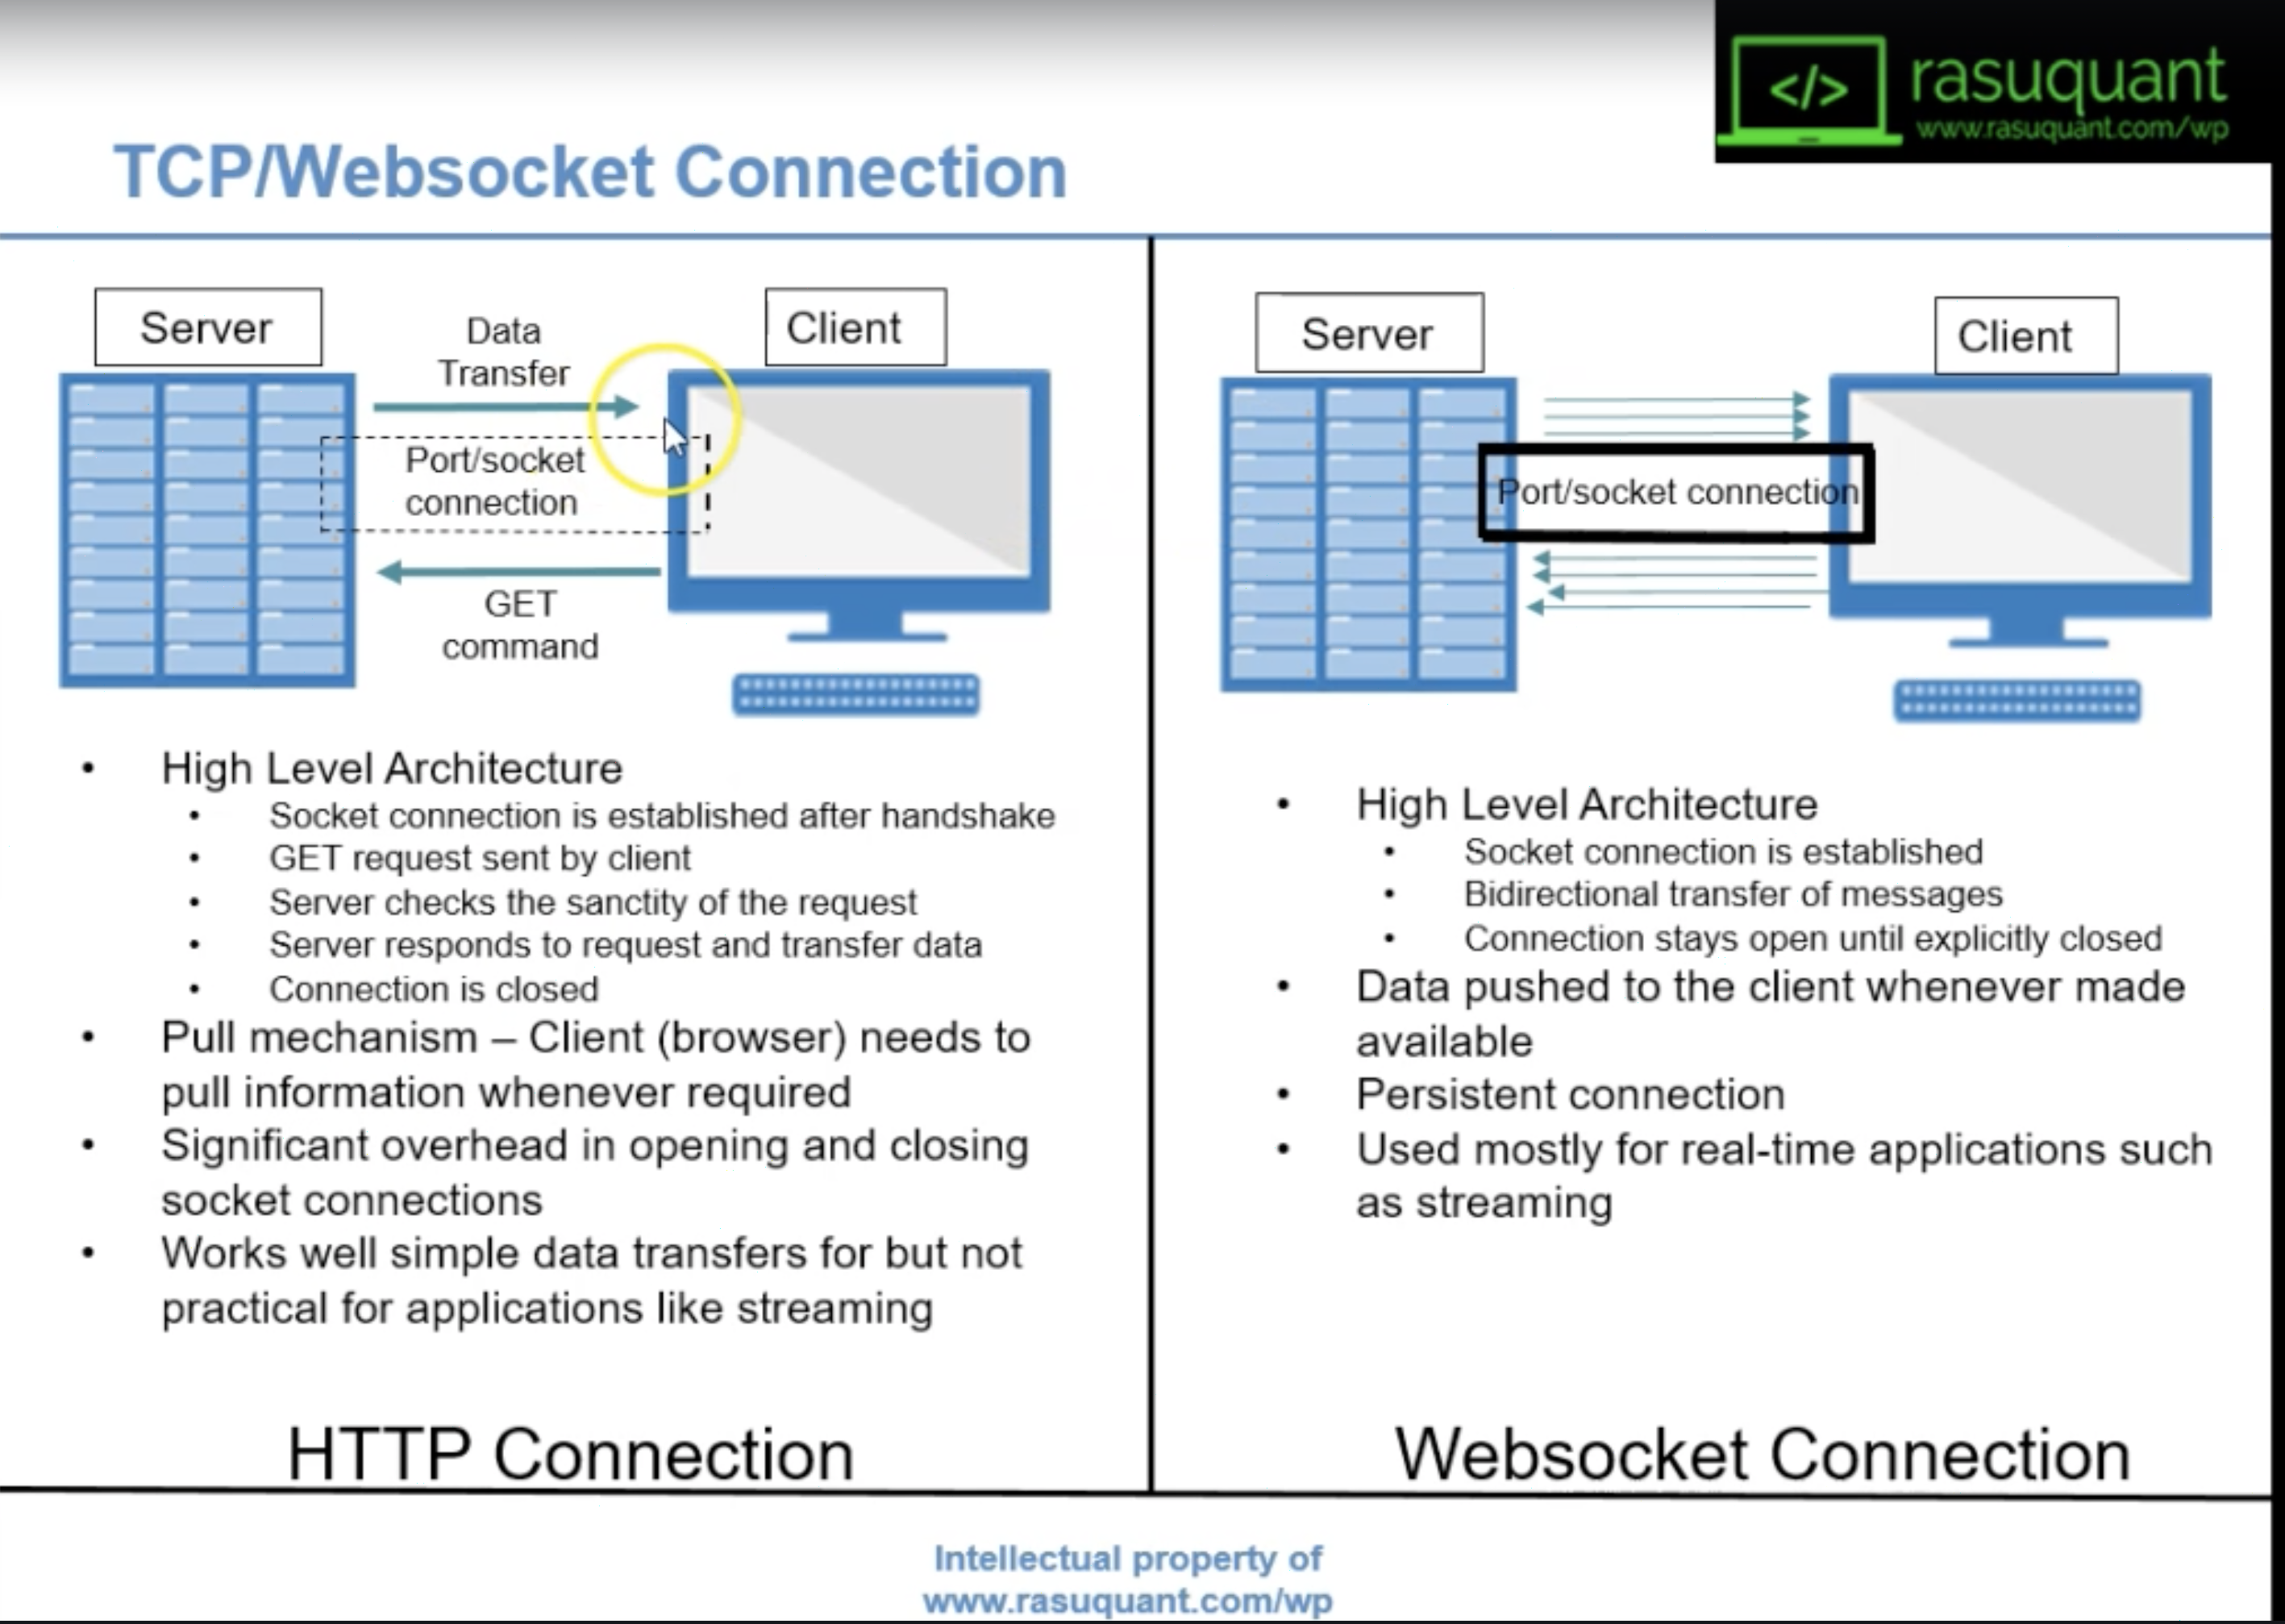 </>
rasuquant
www.rasuquant.com/wp
TCP/Websocket Connection
Server
Data
Transfer
Client
Port/socket
connection
GET
command
• High Level Architecture
• Socket connection is established after handshake
• GET request sent by client
• Server checks the sanctity of the request
• Server responds to request and transfer data
• Connection is closed
• Pull mechanism – Client (browser) needs to
pull information whenever required
• Significant overhead in opening and closing
socket connections
• Works well simple data transfers for but not
practical for applications like streaming
HTTP Connection
Server
Client
Port/socket connection
• High Level Architecture
• Socket connection is established
• Bidirectional transfer of messages
• Connection stays open until explicitly closed
• Data pushed to the client whenever made
available
• Persistent connection
• Used mostly for real-time applications such
as streaming
Websocket Connection
Intellectual property of
www.rasuquant.com/wp